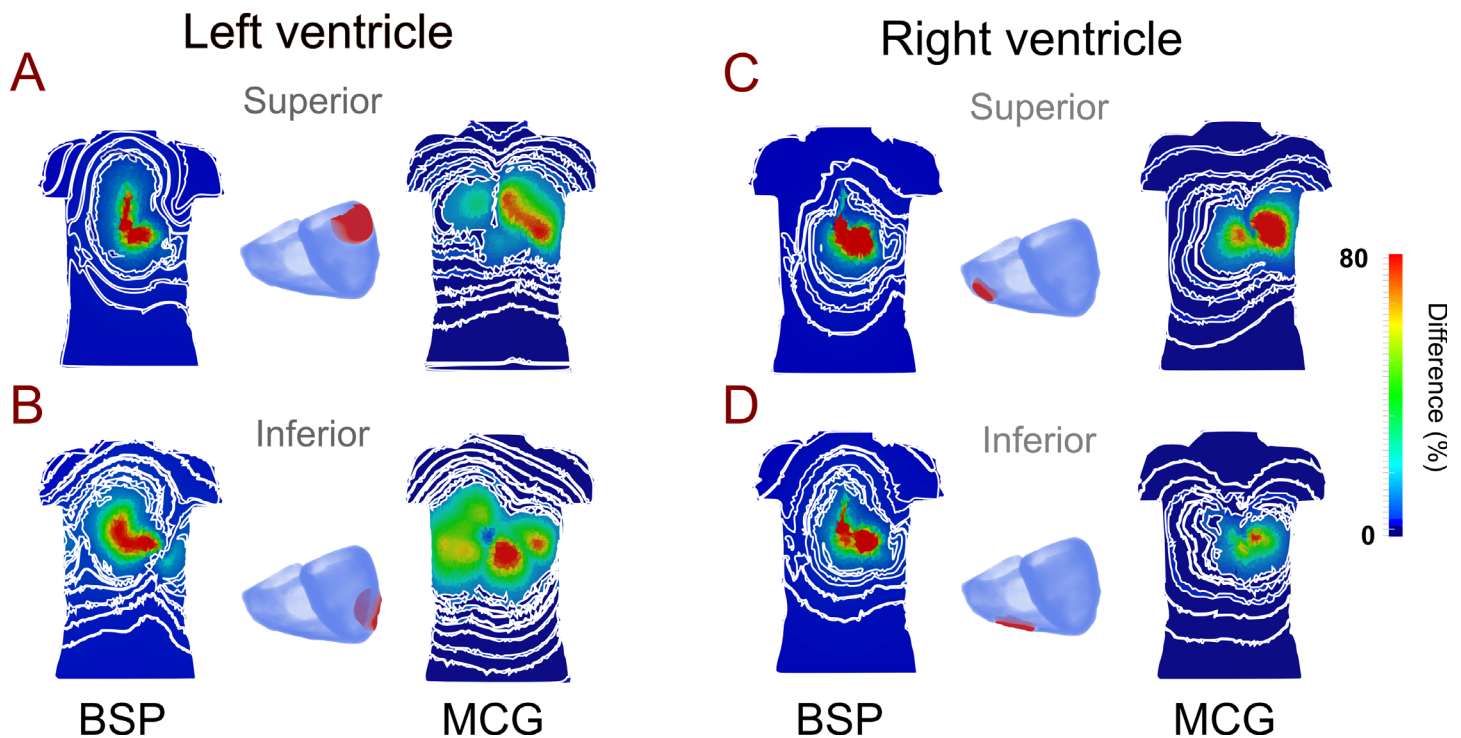 Left ventricle
Right ventricle
A
Superior
C
Superior
80
Difference (%)
0
B
Inferior
D
Inferior
BSP
MCG
BSP
MCG